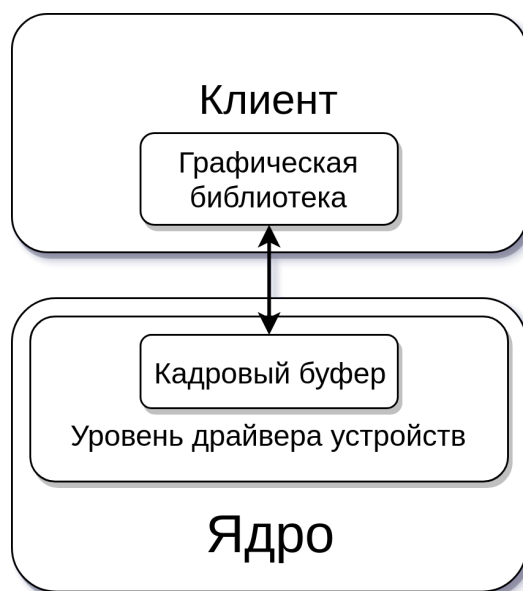 Клиент
Графическая
библиотека
Кадровый буфер
Уровень драйвера устройств
Ядро